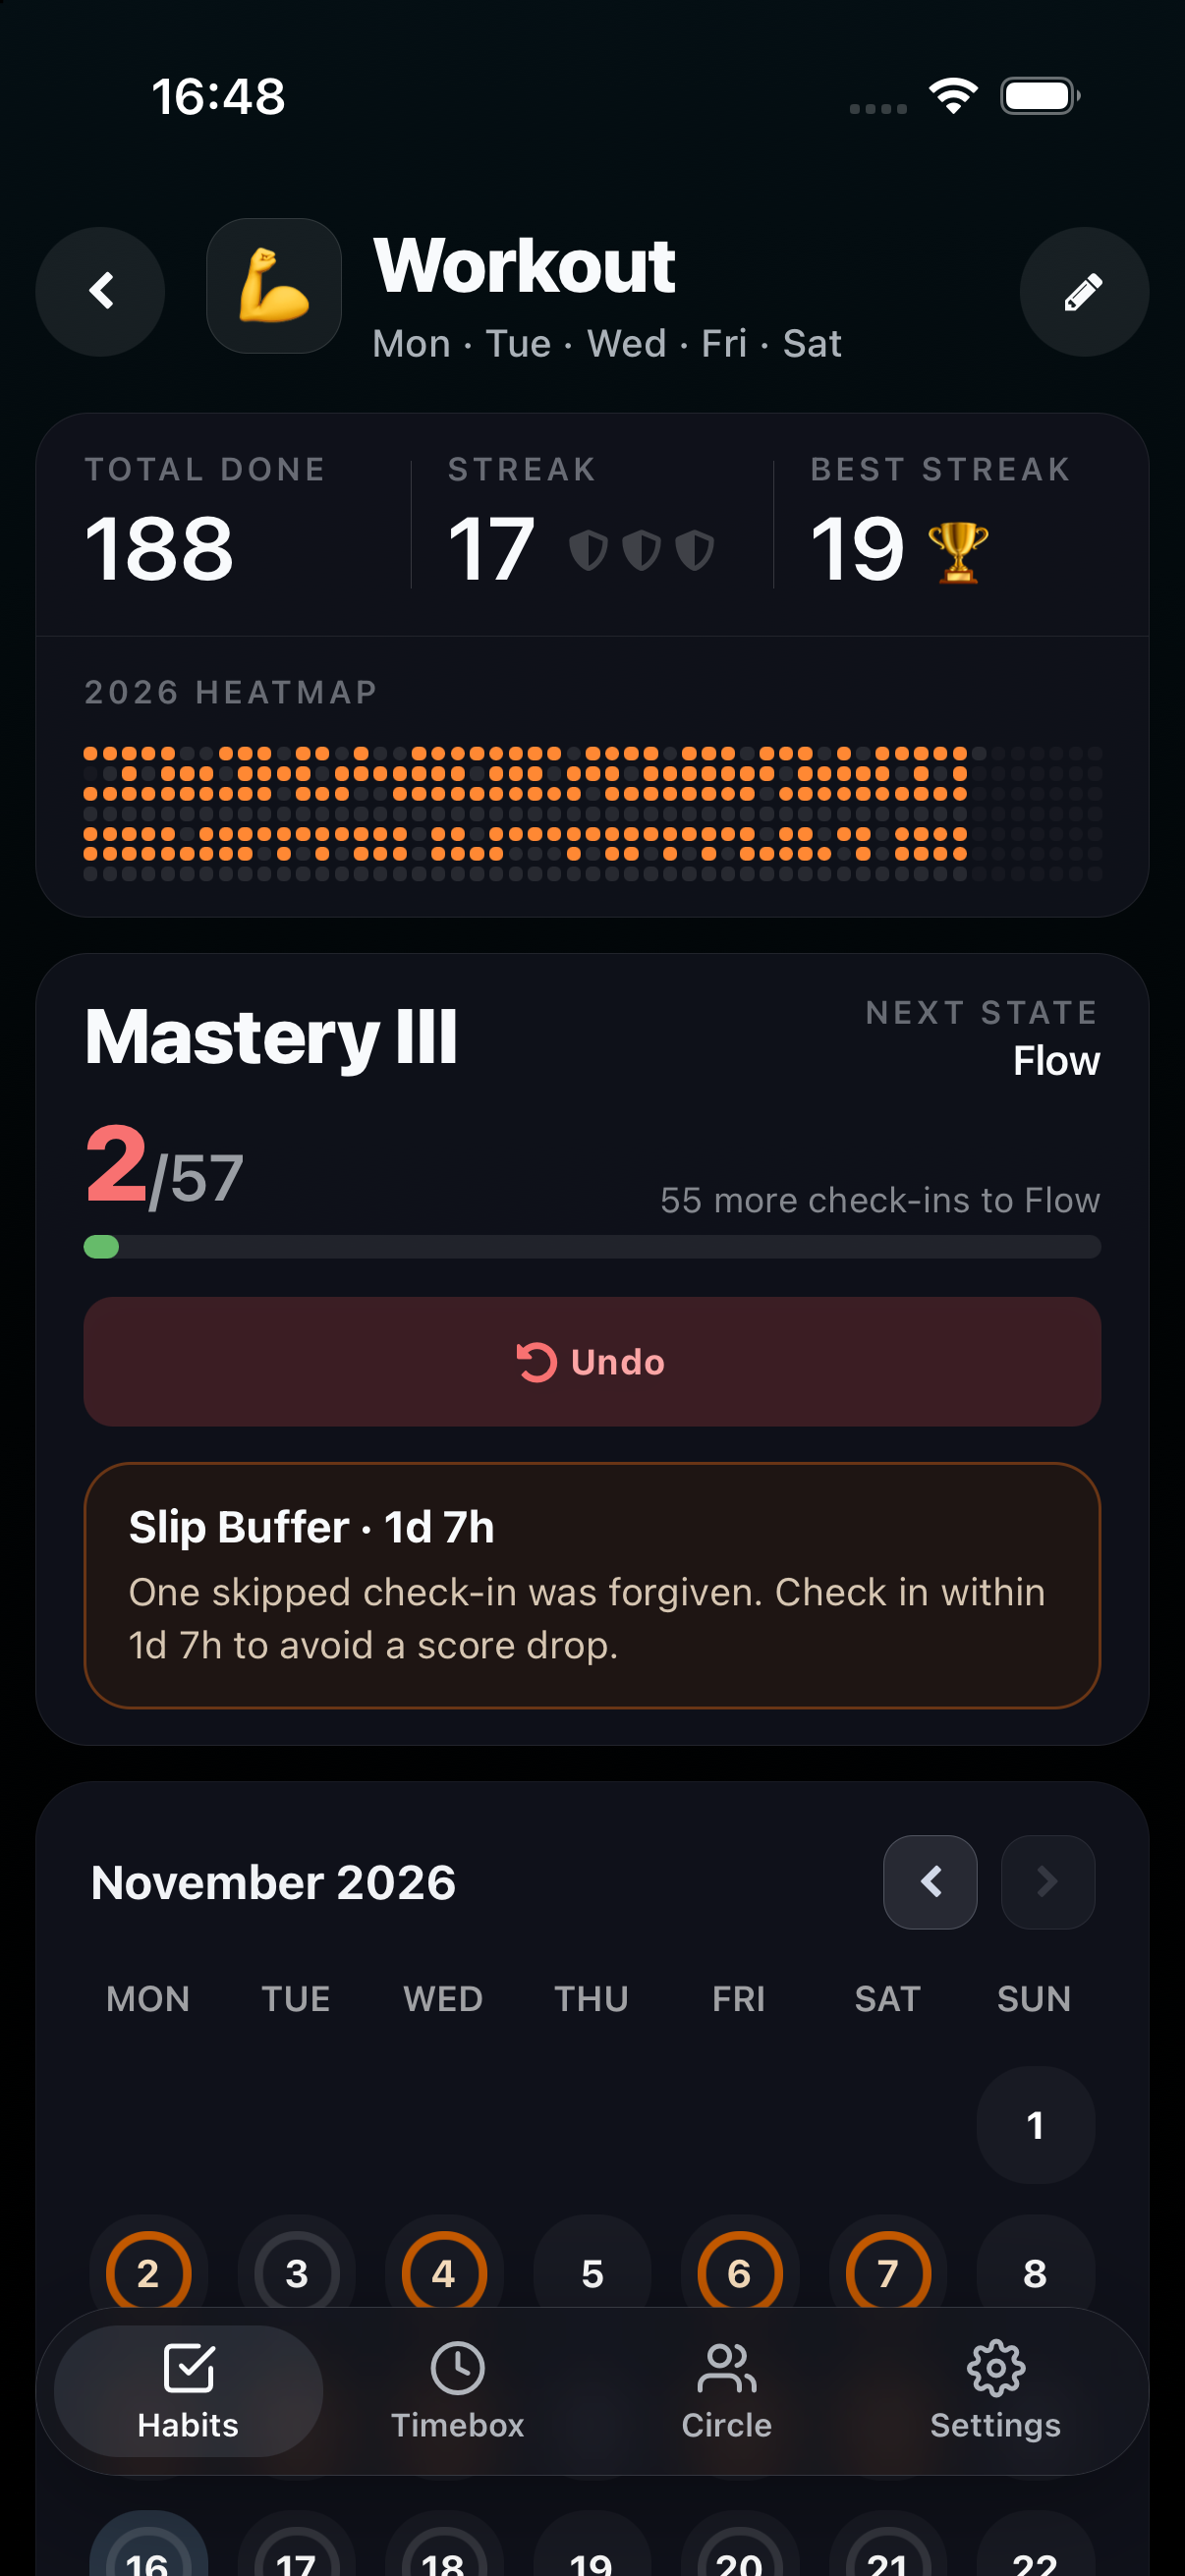 16:48
Workout
Mon · Tue · Wed · Fri · Sat
TOTAL DONE
188
STREAK
17
BEST STREAK
19
2026 HEATMAP
Mastery III
NEXT STATE
Flow
2/57
55 more check-ins to Flow
Undo
Slip Buffer · 1d 7h
One skipped check-in was forgiven. Check in within
1d 7h to avoid a score drop.
November 2026
MON TUE WED THU FRI SAT SUN
1
2 3 4 5 6 7 8
Habits Timebox Circle Settings
16 17 18 19 20 21 22